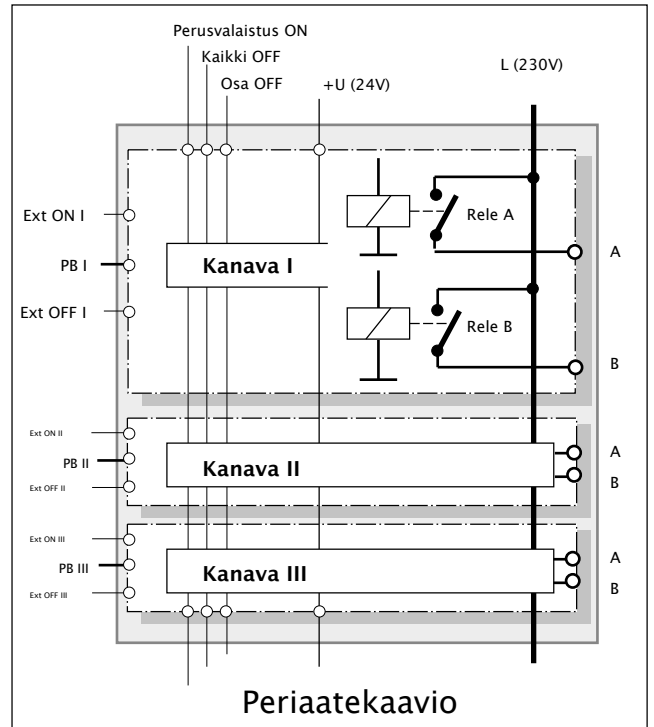 Perusvalaistus ON
Kaikki OFF
Osa OFF
+U (24V)
L (230V)
Ext ON I
PB I
Ext OFF I
Kanava I
Rele A
A
Rele B
B
Ext ON II
PB II
Ext OFF II
Kanava II
A
B
Ext ON III
PB III
Ext OFF III
Kanava III
A
B
Periaatekaavio